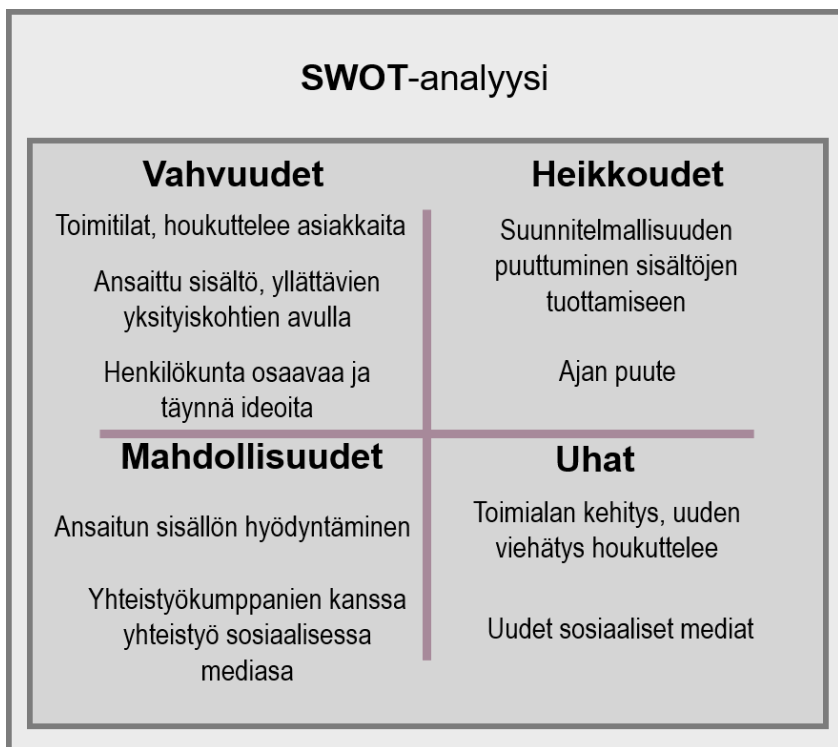 SWOT-analyysi
Vahvuudet
Toimitilat, houkuttelee asiakkaita
Ansaittu sisältö, yllättävien
yksityiskohtien avulla
Henkilökunta osaavaa ja
täynnä ideoita
Heikkoudet
Suunnitelmallisuuden
puuttuminen sisältöjen
tuottamiseen
Ajan puute
Mahdollisuudet
Ansaitun sisällön hyödyntäminen
Yhteistyökumppanien kanssa
yhteistyö sosiaalisessa
mediasa
Uhat
Toimialan kehitys, uuden
viehätys houkuttelee
Uudet sosiaaliset mediat